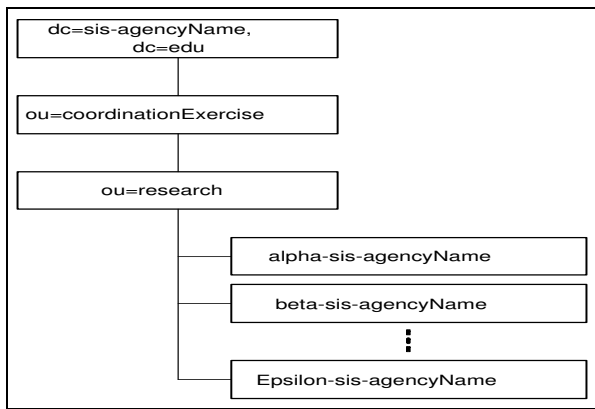 dc=sis-agencyName,
dc=edu
ou=coordinationExercise
ou=research
alpha-sis-agencyName
beta-sis-agencyName
Epsilon-sis-agencyName